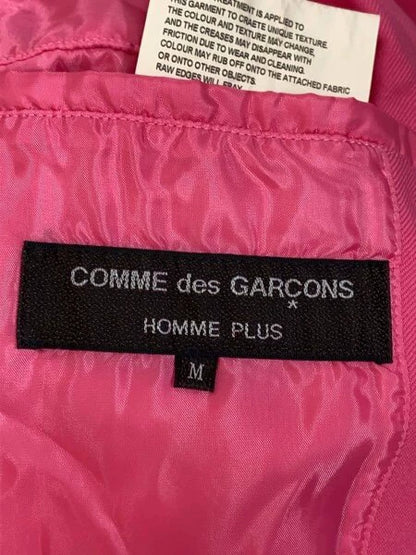 TREATMENT IS APPLIED TO
THIS GARMENT TO CRAETE UNIQUE TEXTURE.
THE COLOUR AND TEXTURE MAY CHANGE,
AND THE CREASES MAY DISAPPEAR WITH
FRICTION DUE TO WEAR AND CLEANING.
COLOUR MAY RUB OFF ONTO THE ATTACHED FABRIC
OR ONTO OTHER OBJECTS.
RAW EDGES WILL FRAY
COMME des GARÇONS
*
HOMME PLUS
M